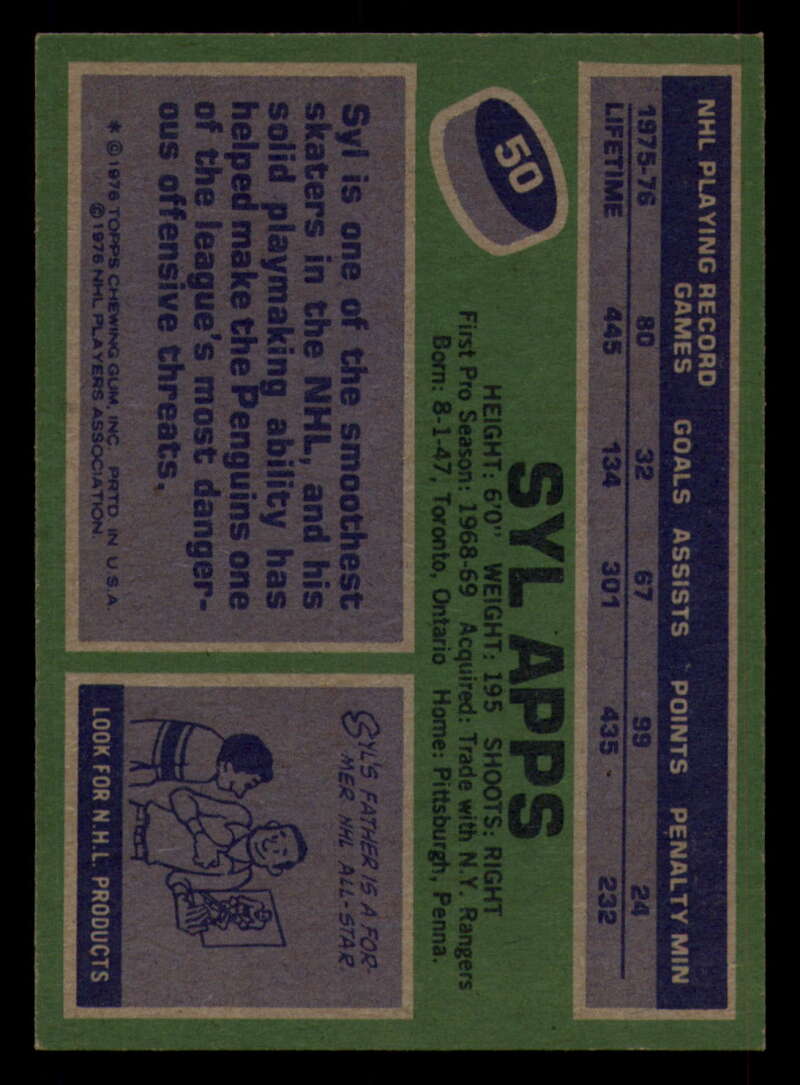 NHL PLAYING RECORD
GAMES GOALS ASSISTS POINTS PENALTY MIN
1975-76 80 32 67 99 24
LIFETIME 445 134 301 435 232
50
SYL APPS
HEIGHT: 6'0" WEIGHT: 195 SHOOTS: RIGHT
First Pro Season: 1968-69 Acquired: Trade with N.Y. Rangers
Born: 8-1-47, Toronto, Ontario Home: Pittsburgh, Penna.
Syl is one of the smoothest
skaters in the NHL, and his
solid playmaking ability has
helped make the Penguins one
of the league's most danger-
ous offensive threats.
* © 1976 TOPPS CHEWING GUM, INC. PRTD. IN U.S.A.
© 1976 NHL PLAYERS ASSOCIATION.
SYL'S FATHER IS A FOR-
MER NHL ALL-STAR.
LOOK FOR N.H.L. PRODUCTS